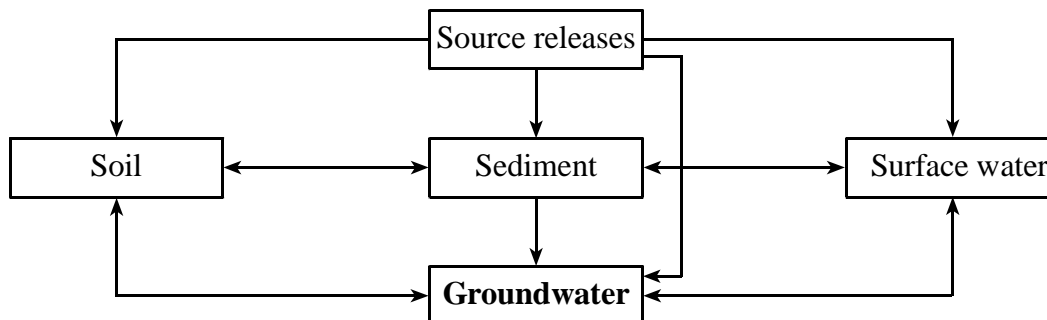 Source releases
Soil
Sediment
Surface water
Groundwater